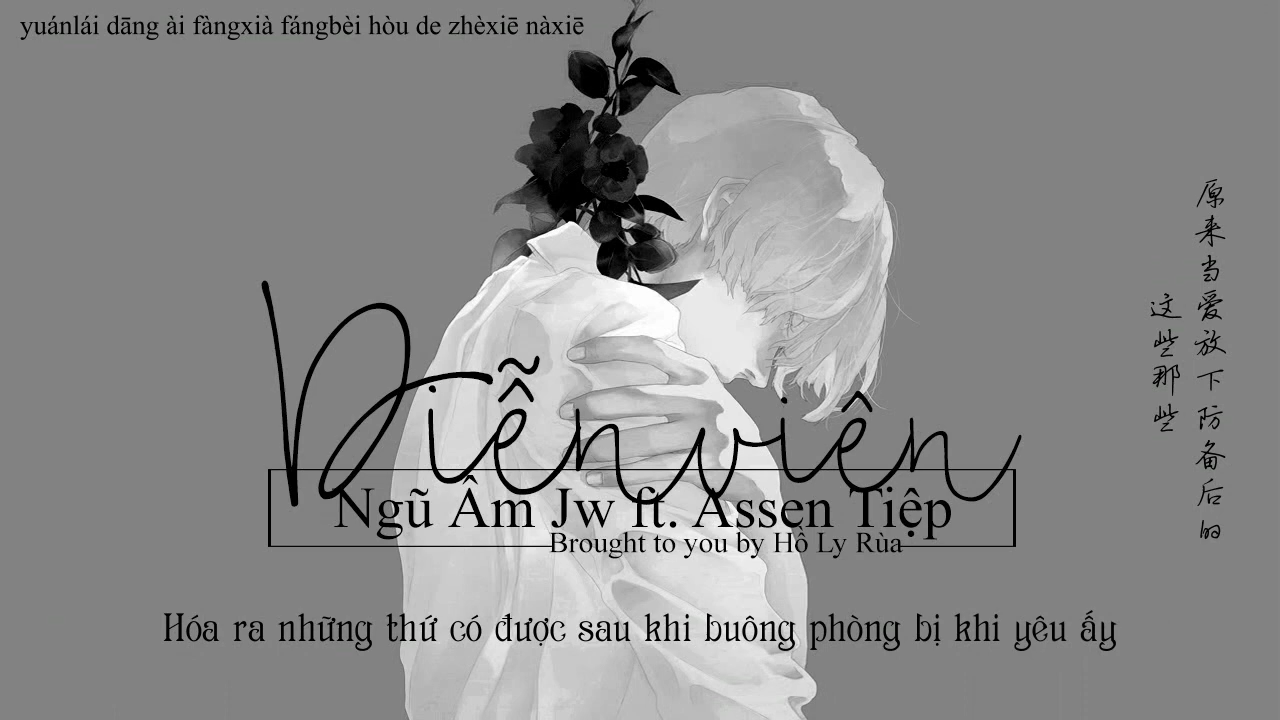 yuánlái dāng ài fàngxià fángbèi hòu de zhèxiē nàxiē
原来当爱放下防备后的
这些那些
Diễn viên
Ngũ Âm Jw ft. Assen Tiệp
Brought to you by Hồ Ly Rùa
Hóa ra những thứ có được sau khi buông phòng bị khi yêu ấy